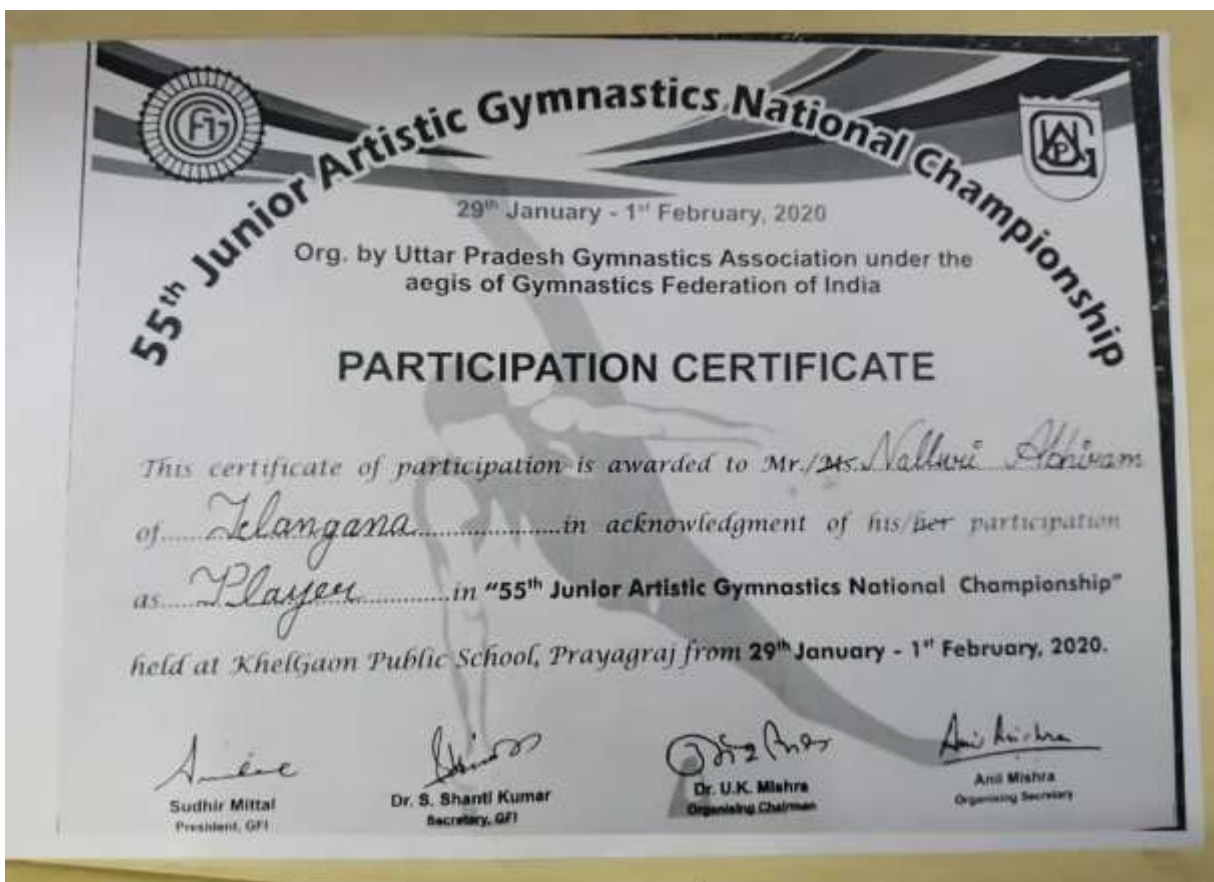 55th Junior Artistic Gymnastics National Championship
29th January - 1st February, 2020
Org. by Uttar Pradesh Gymnastics Association under the
aegis of Gymnastics Federation of India
PARTICIPATION CERTIFICATE
This certificate of participation is awarded to Mr./Ms. Nalluri Abhiram
of......Telangana..................in acknowledgment of his/her participation
as.....Player................in "55th Junior Artistic Gymnastics National Championship"
held at KhelGaon Public School, Prayagraj from 29th January - 1st February, 2020.
Sudhir Mittal
President, GFI
Dr. S. Shanti Kumar
Secretary, GFI
Dr. U.K. Mishra
Organising Chairman
Anil Mishra
Organising Secretary